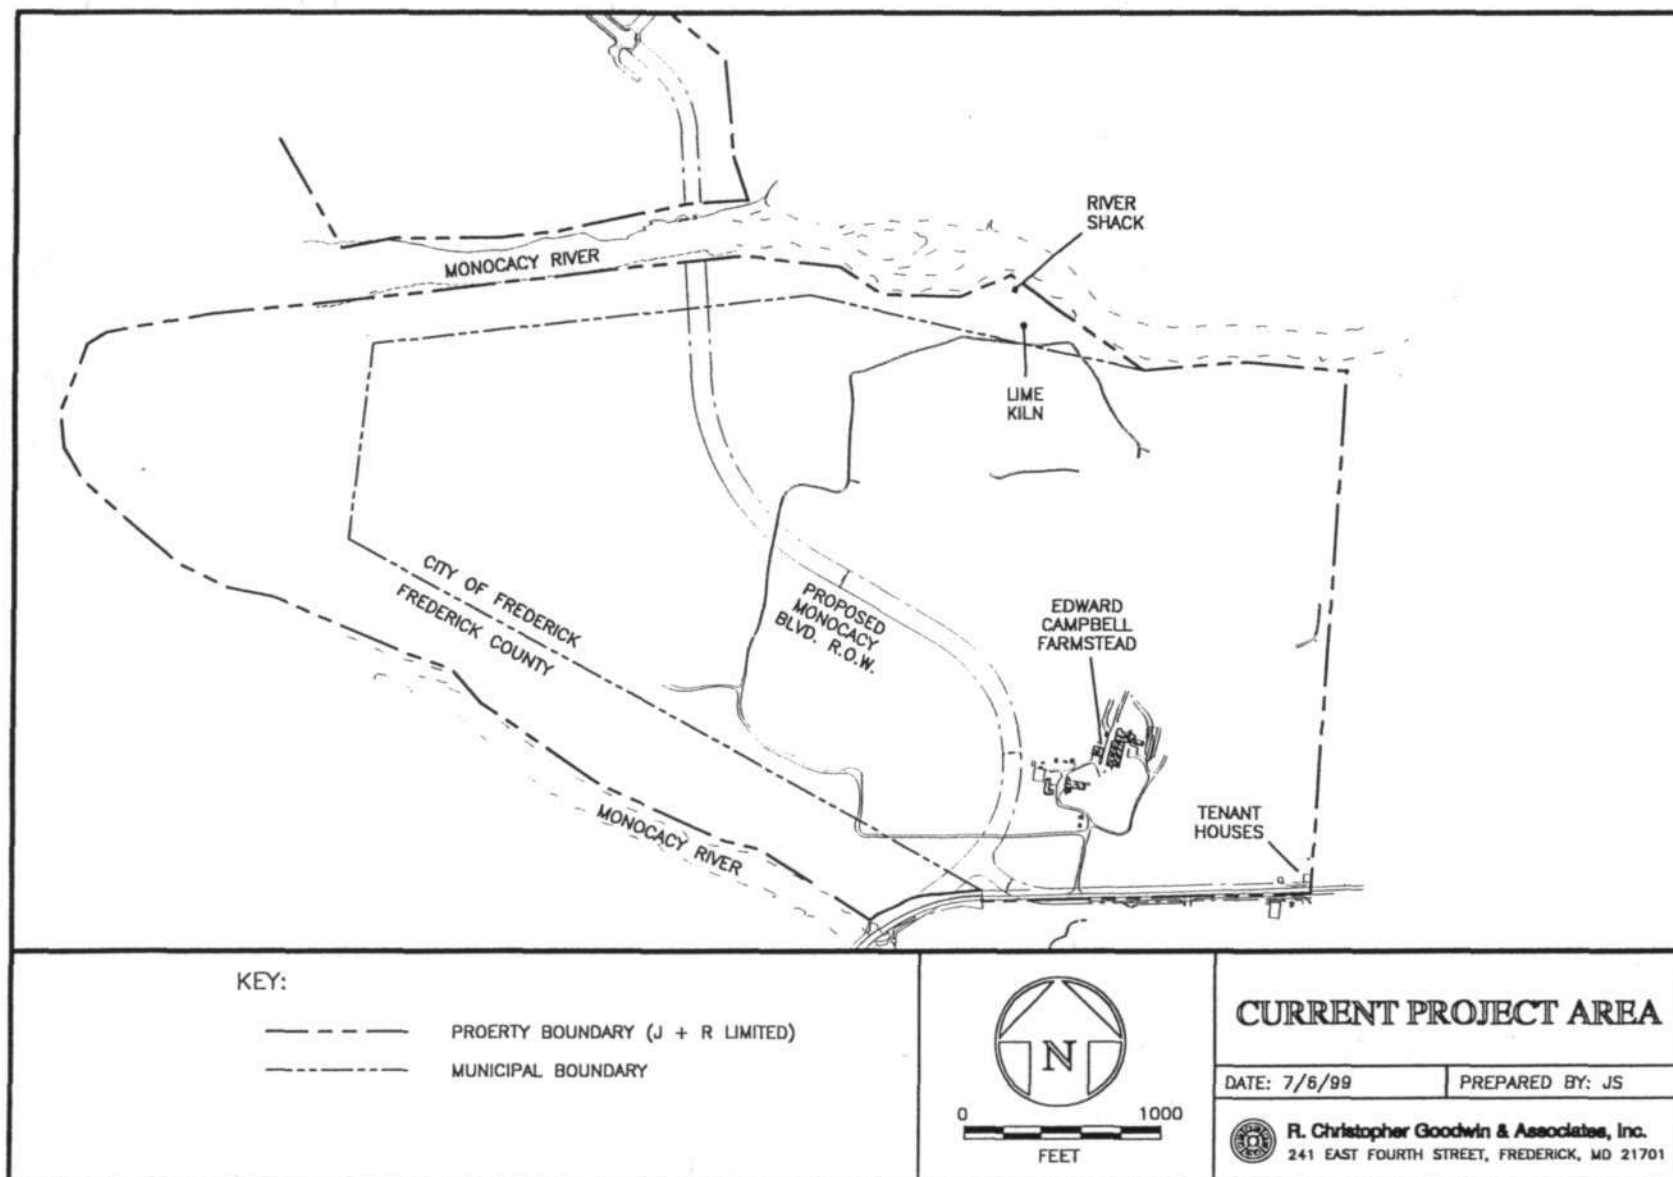 RIVER
SHACK
MONOCACY RIVER
LIME
KILN
CITY OF FREDERICK
FREDERICK COUNTY
PROPOSED
MONOCACY
BLVD. R.O.W.
EDWARD
CAMPBELL
FARMSTEAD
MONOCACY RIVER
TENANT
HOUSES
KEY:
PROERTY BOUNDARY (J + R LIMITED)
MUNICIPAL BOUNDARY
N
0 1000
FEET
CURRENT PROJECT AREA
DATE: 7/6/99 PREPARED BY: JS
R. Christopher Goodwin & Associates, Inc.
241 EAST FOURTH STREET, FREDERICK, MD 21701